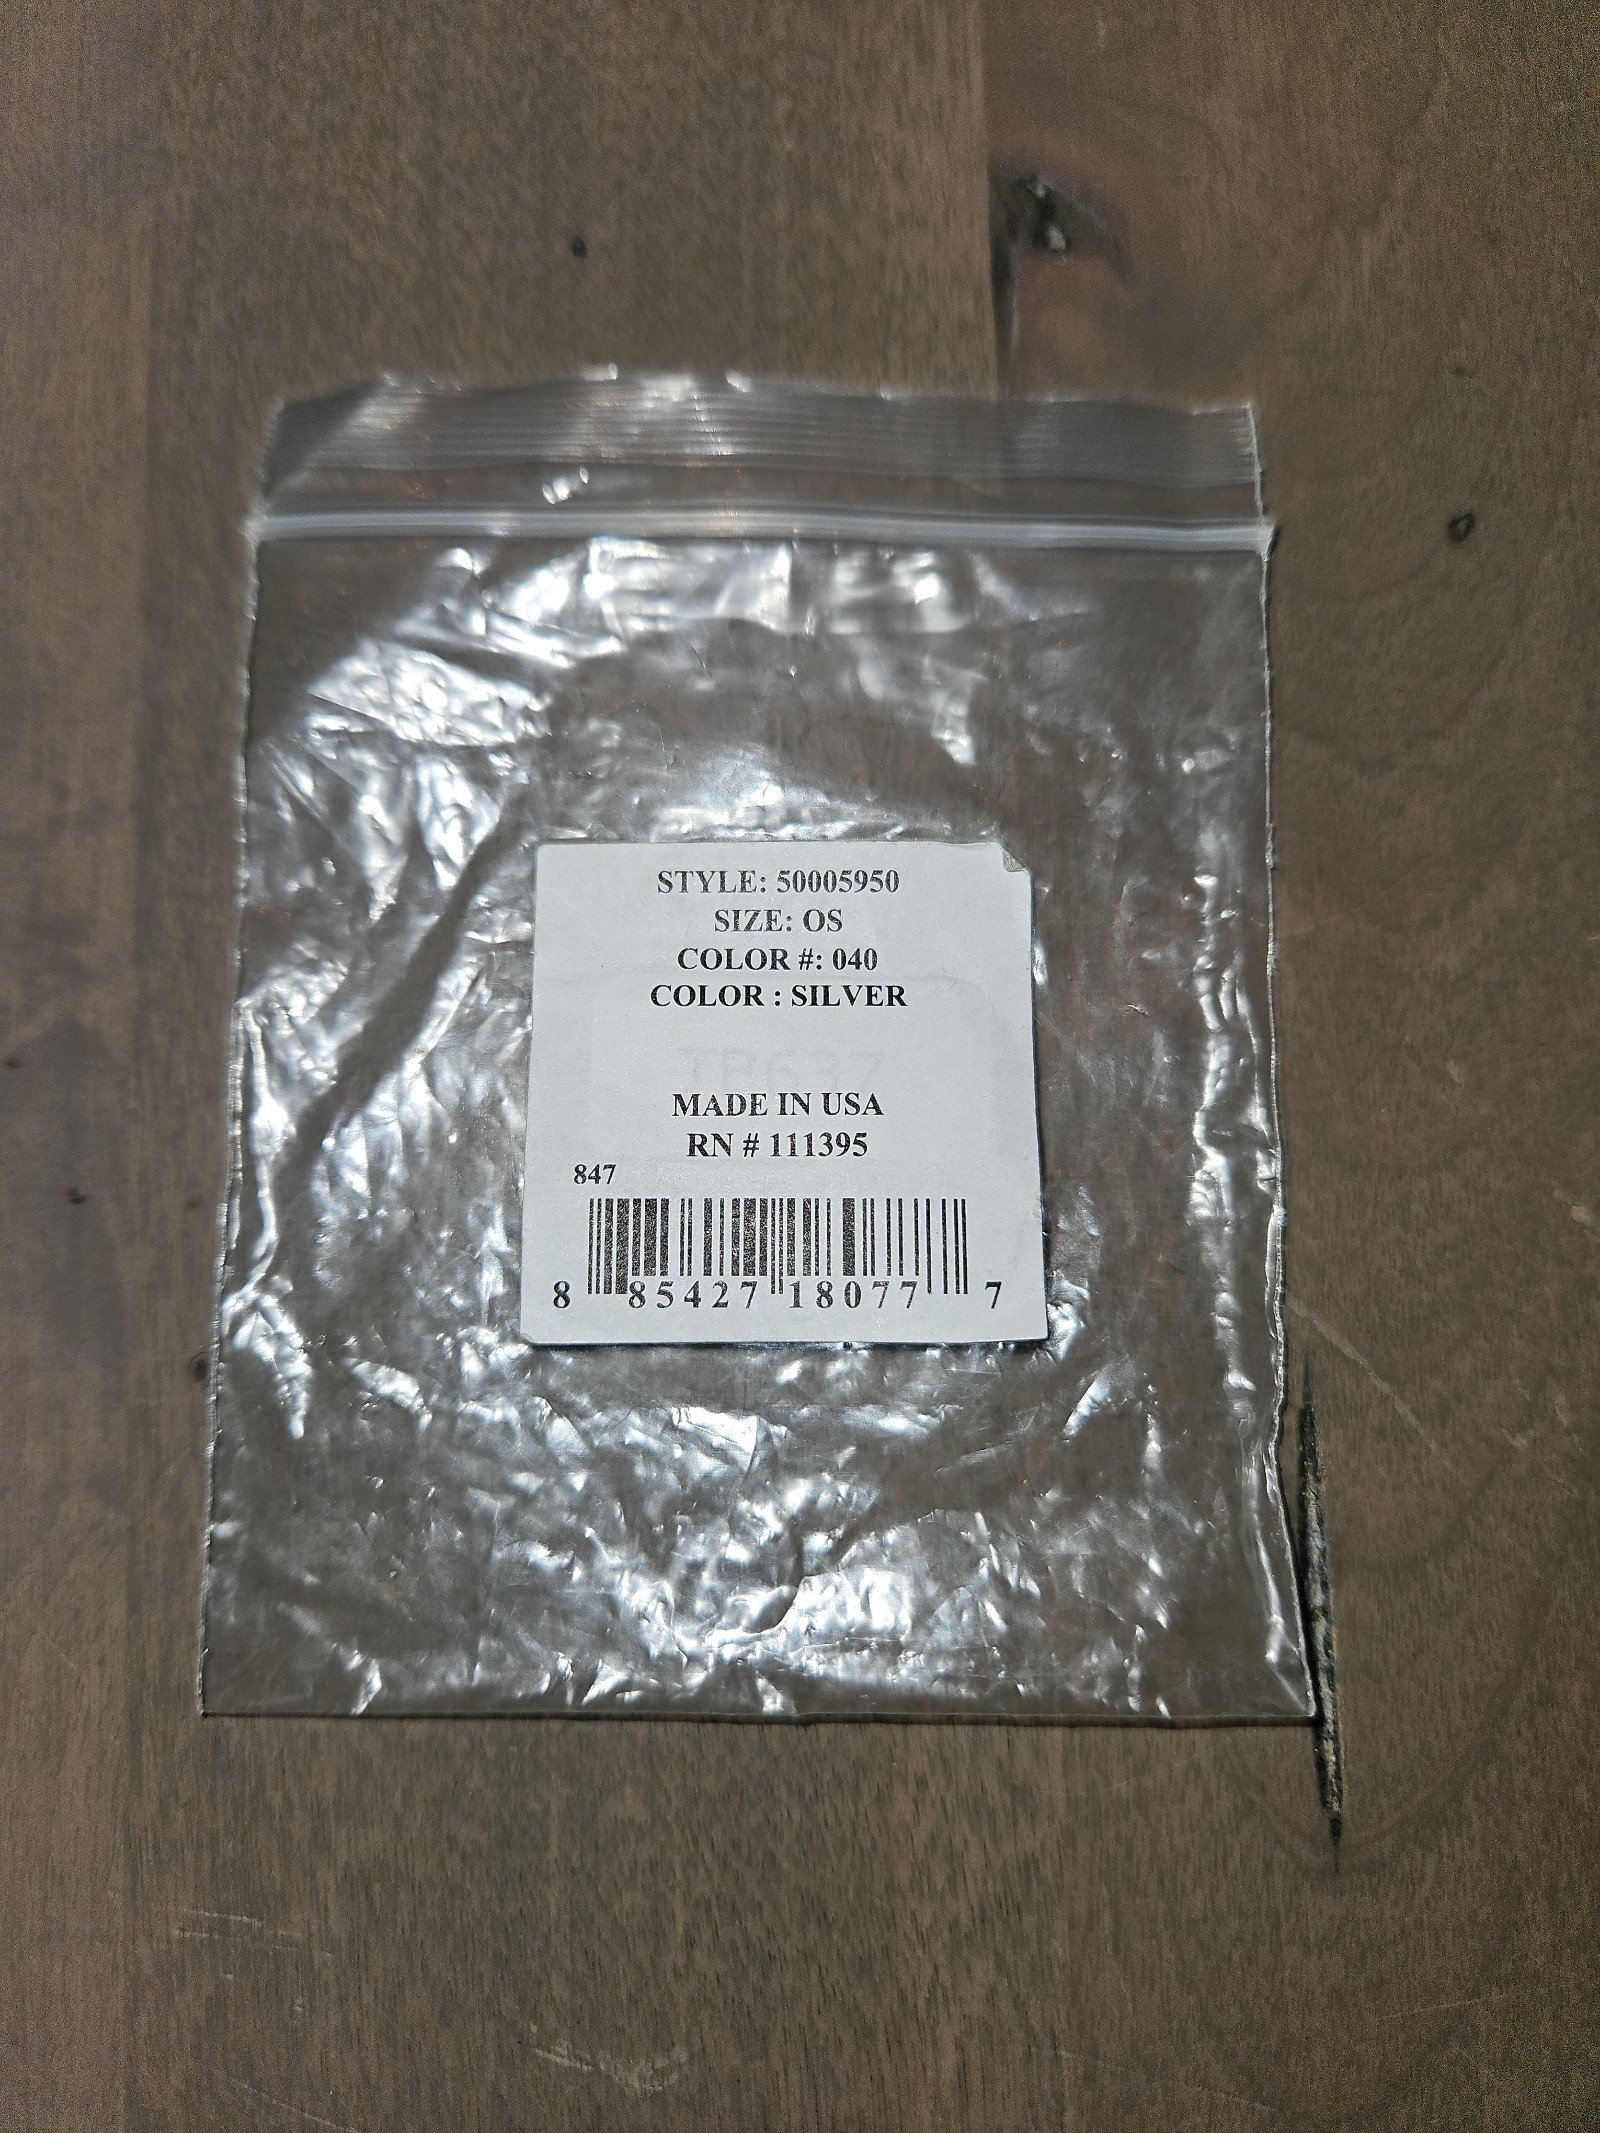 STYLE: 50005950
SIZE: OS
COLOR #: 040
COLOR : SILVER
MADE IN USA
RN # 111395
847
8 85427 18077 7